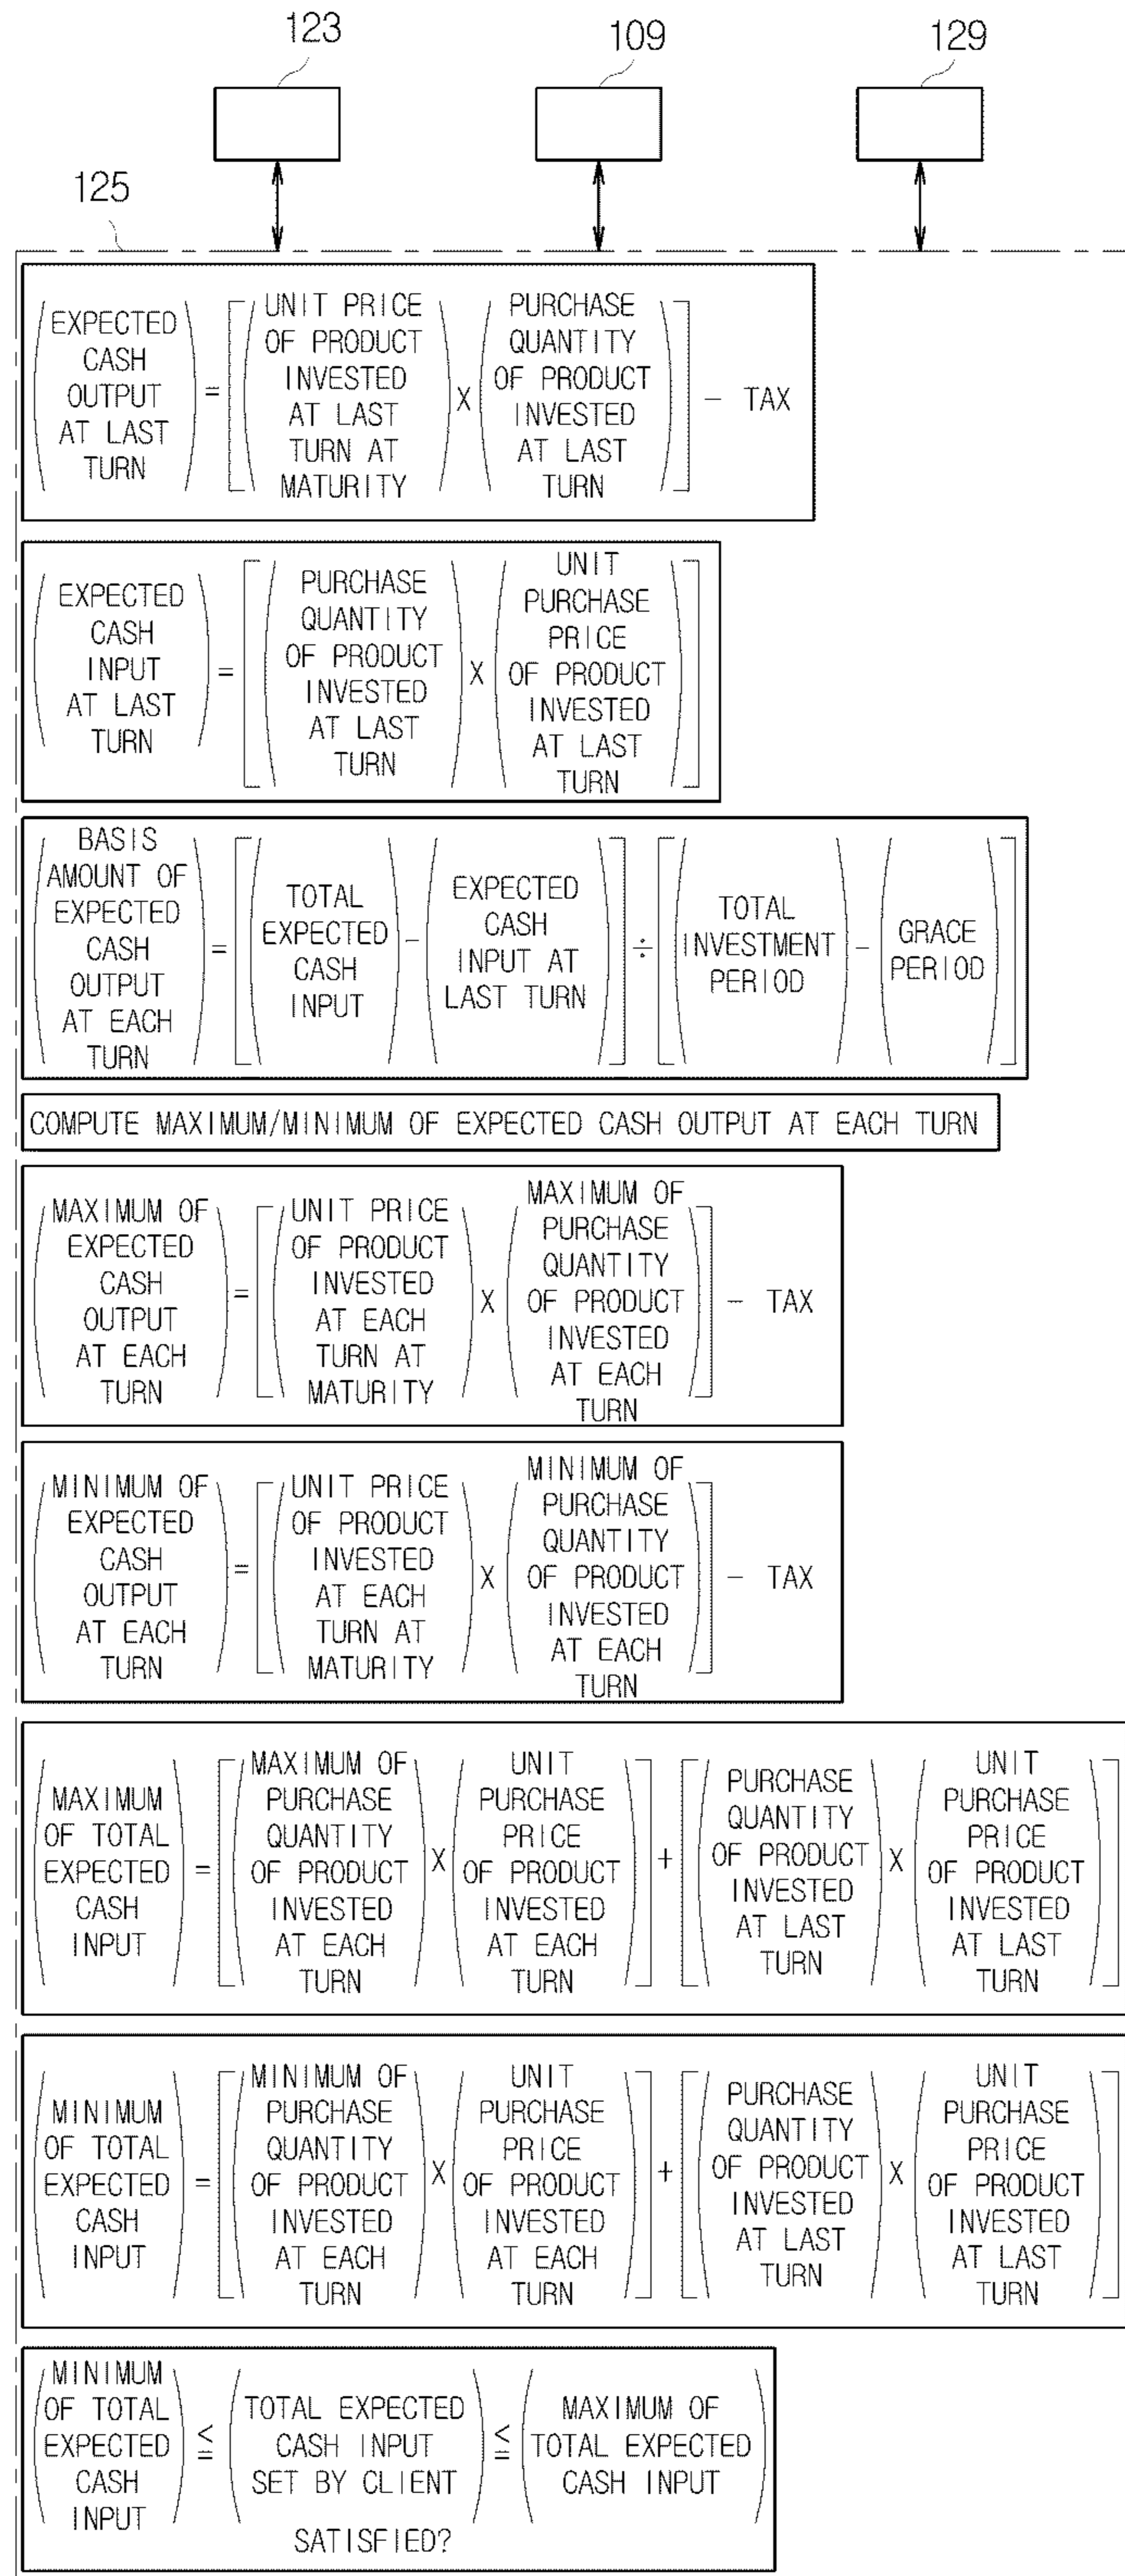 123
109
129
125
EXPECTED
CASH
OUTPUT
AT LAST
TURN
=
UNIT PRICE
OF PRODUCT
INVESTED
AT LAST
TURN AT
MATURITY
X
PURCHASE
QUANTITY
OF PRODUCT
INVESTED
AT LAST
TURN
- TAX
EXPECTED
CASH
INPUT
AT LAST
TURN
=
PURCHASE
QUANTITY
OF PRODUCT
INVESTED
AT LAST
TURN
X
UNIT
PURCHASE
PRICE
OF PRODUCT
INVESTED
AT LAST
TURN
BASIS
AMOUNT OF
EXPECTED
CASH
OUTPUT
AT EACH
TURN
=
TOTAL
EXPECTED
CASH
INPUT
-
EXPECTED
CASH
INPUT AT
LAST TURN
÷
TOTAL
INVESTMENT
PERIOD
-
GRACE
PERIOD
COMPUTE MAXIMUM/MINIMUM OF EXPECTED CASH OUTPUT AT EACH TURN
MAXIMUM OF
EXPECTED
CASH
OUTPUT
AT EACH
TURN
=
UNIT PRICE
OF PRODUCT
INVESTED
AT EACH
TURN AT
MATURITY
X
MAXIMUM OF
PURCHASE
QUANTITY
OF PRODUCT
INVESTED
AT EACH
TURN
- TAX
MINIMUM OF
EXPECTED
CASH
OUTPUT
AT EACH
TURN
=
UNIT PRICE
OF PRODUCT
INVESTED
AT EACH
TURN AT
MATURITY
X
MINIMUM OF
PURCHASE
QUANTITY
OF PRODUCT
INVESTED
AT EACH
TURN
- TAX
MAXIMUM
OF TOTAL
EXPECTED
CASH
INPUT
=
MAXIMUM OF
PURCHASE
QUANTITY
OF PRODUCT
INVESTED
AT EACH
TURN
X
UNIT
PURCHASE
PRICE
OF PRODUCT
INVESTED
AT EACH
TURN
+
PURCHASE
QUANTITY
OF PRODUCT
INVESTED
AT LAST
TURN
X
UNIT
PURCHASE
PRICE
OF PRODUCT
INVESTED
AT LAST
TURN
MINIMUM
OF TOTAL
EXPECTED
CASH
INPUT
=
MINIMUM OF
PURCHASE
QUANTITY
OF PRODUCT
INVESTED
AT EACH
TURN
X
UNIT
PURCHASE
PRICE
OF PRODUCT
INVESTED
AT EACH
TURN
+
PURCHASE
QUANTITY
OF PRODUCT
INVESTED
AT LAST
TURN
X
UNIT
PURCHASE
PRICE
OF PRODUCT
INVESTED
AT LAST
TURN
MINIMUM
OF TOTAL
EXPECTED
CASH
INPUT
≦
TOTAL EXPECTED
CASH INPUT
SET BY CLIENT
≦
MAXIMUM OF
TOTAL EXPECTED
CASH INPUT
SATISFIED?